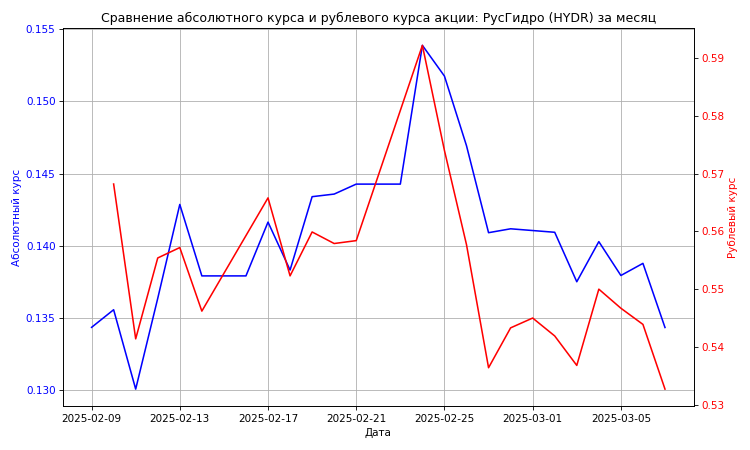 Сравнение абсолютного курса и рублевого курса акции: РусГидро (HYDR) за месяц
0.155
0.150
0.145
0.140
0.135
0.130
Абсолютный курс
0.59
0.58
0.57
0.56
0.55
0.54
0.53
Рублевый курс
2025-02-09 2025-02-13 2025-02-17 2025-02-21 2025-02-25 2025-03-01 2025-03-05
Дата